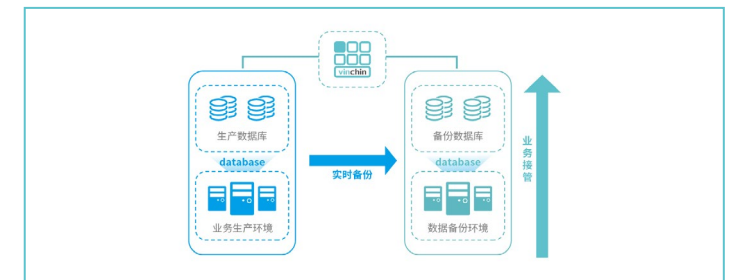 vinchin
生产数据库
database
业务生产环境
实时备份
备份数据库
database
数据备份环境
业务接管